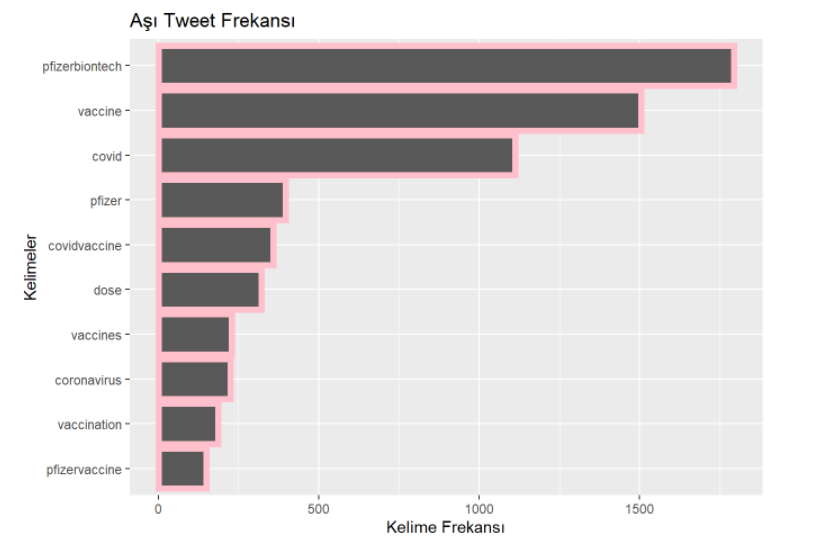 Aşı Tweet Frekansı
pfizerbiontech
vaccine
covid
pfizer
covidvaccine
dose
vaccines
coronavirus
vaccination
pfizervaccine
Kelimeler
0 500 1000 1500
Kelime Frekansı